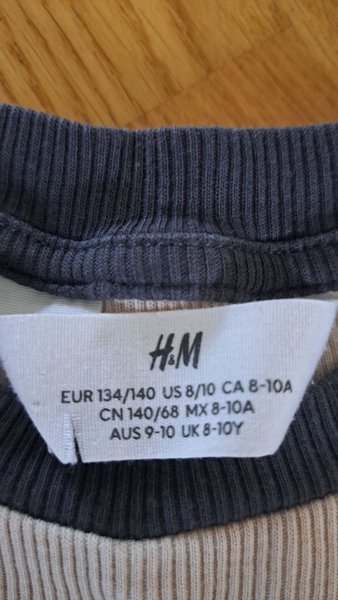 H&M
EUR 134/140 US 8/10 CA 8-10A
CN 140/68 MX 8-10A
AUS 9-10 UK 8-10Y